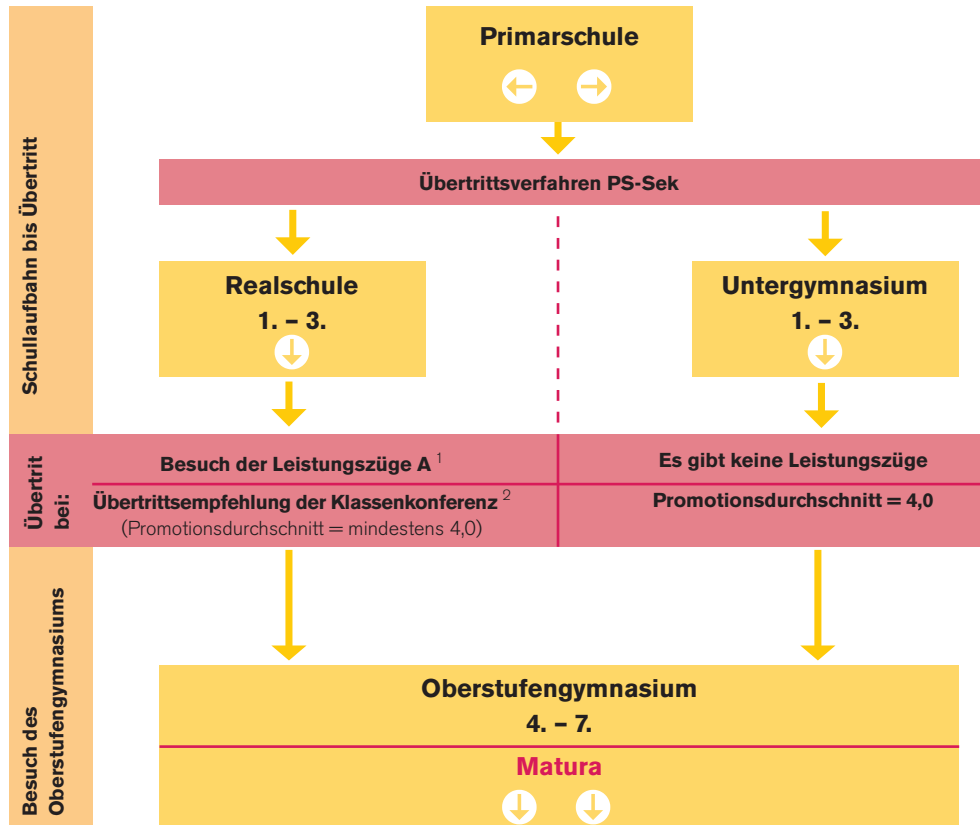 Primarschule
Übertrittsverfahren PS-Sek
Schullaufbahn bis Übertritt
Realschule
1. – 3.
Untergymnasium
1. – 3.
Übertrit
bei:
Besuch der Leistungszüge A 1
Übertrittsempfehlung der Klassenkonferenz 2
(Promotionsdurchschnitt = mindestens 4,0)
Es gibt keine Leistungszüge
Promotionsdurchschnitt = 4,0
Besuch des
Oberstufengymnasiums
Oberstufengymnasium
4. – 7.
Matura